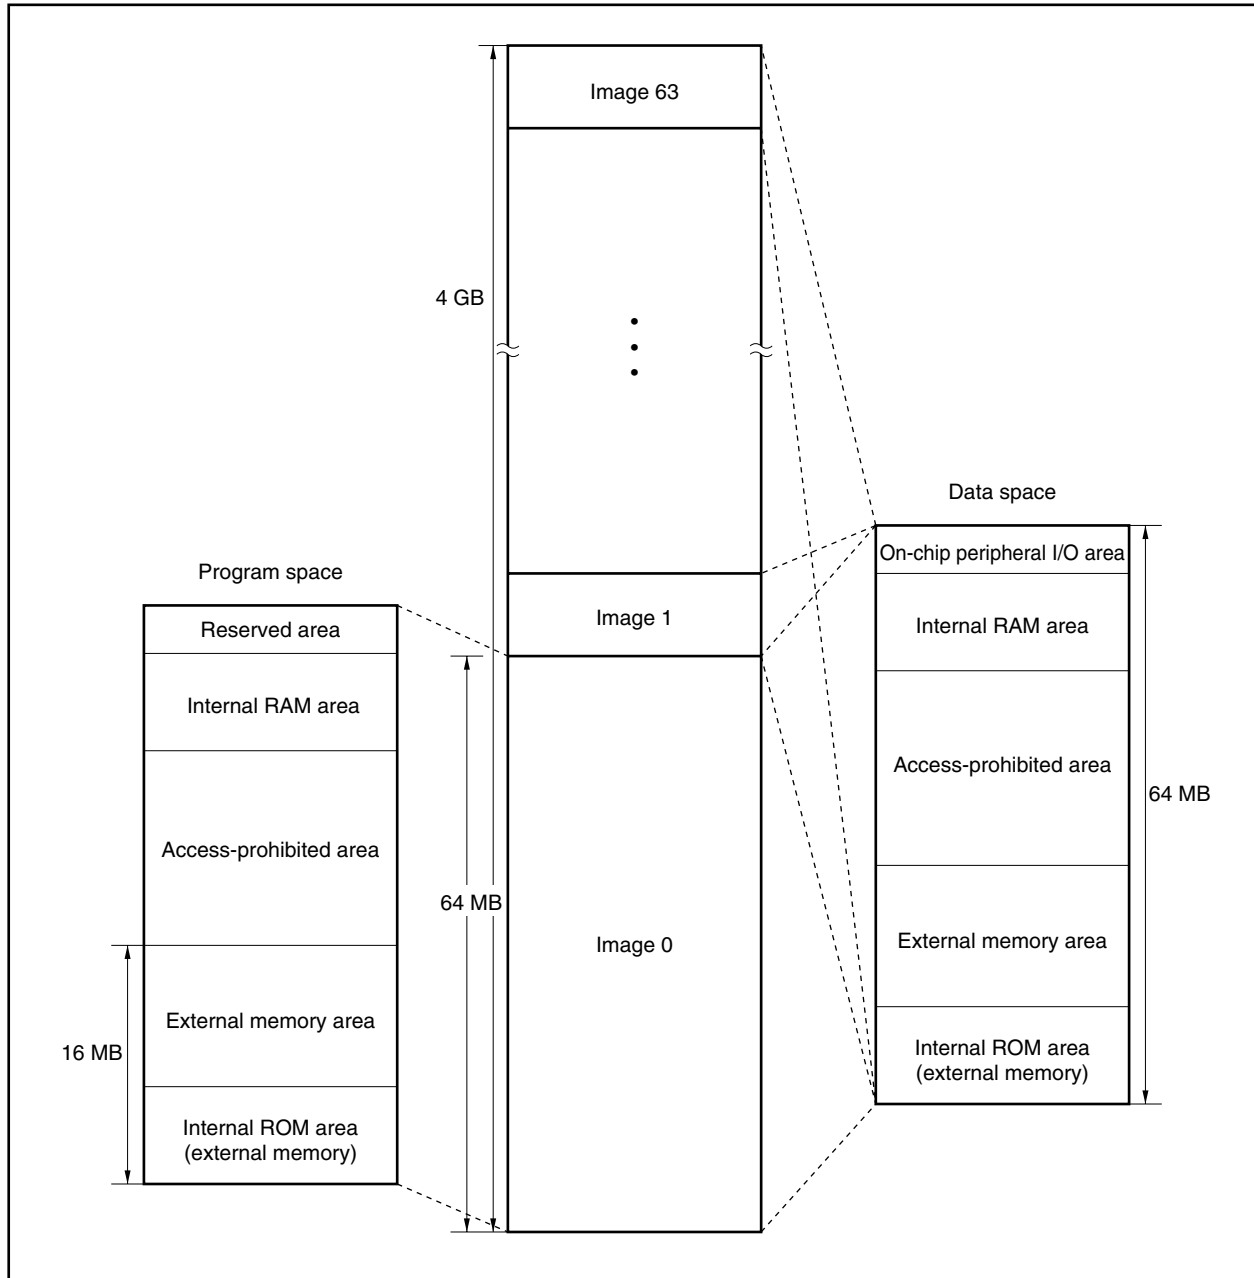 Image 63
4 GB
Image 1
64 MB
Image 0
Program space
Reserved area
Internal RAM area
Access-prohibited area
External memory area
16 MB
Internal ROM area
(external memory)
Data space
On-chip peripheral I/O area
Internal RAM area
Access-prohibited area
64 MB
External memory area
Internal ROM area
(external memory)